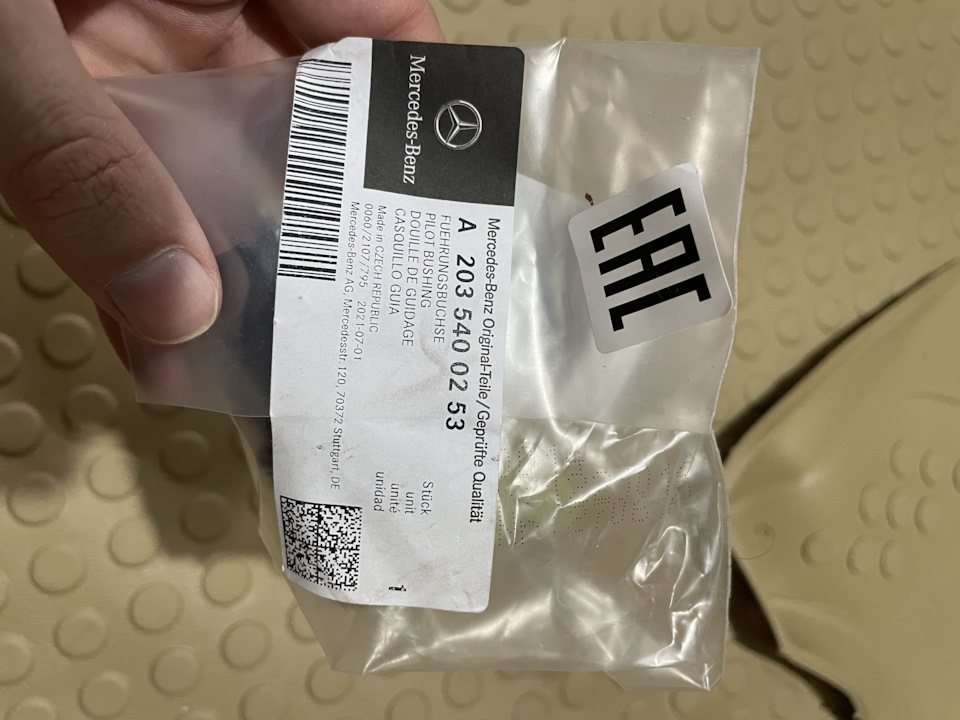 Mercedes-Benz
Mercedes-Benz Original-Teile / Geprüfte Qualität
A 203 540 02 53
FUEHRUNGSBUCHSE
PILOT BUSHING
DOUILLE DE GUIDAGE
CASQUILLO GUIA
Stück
unit
unité
unidad
1
Made in CZECH REPUBLIC
0060/2107/795 2021-07-01
Mercedes-Benz AG, Mercedesstr. 120, 70372 Stuttgart, DE
EAC